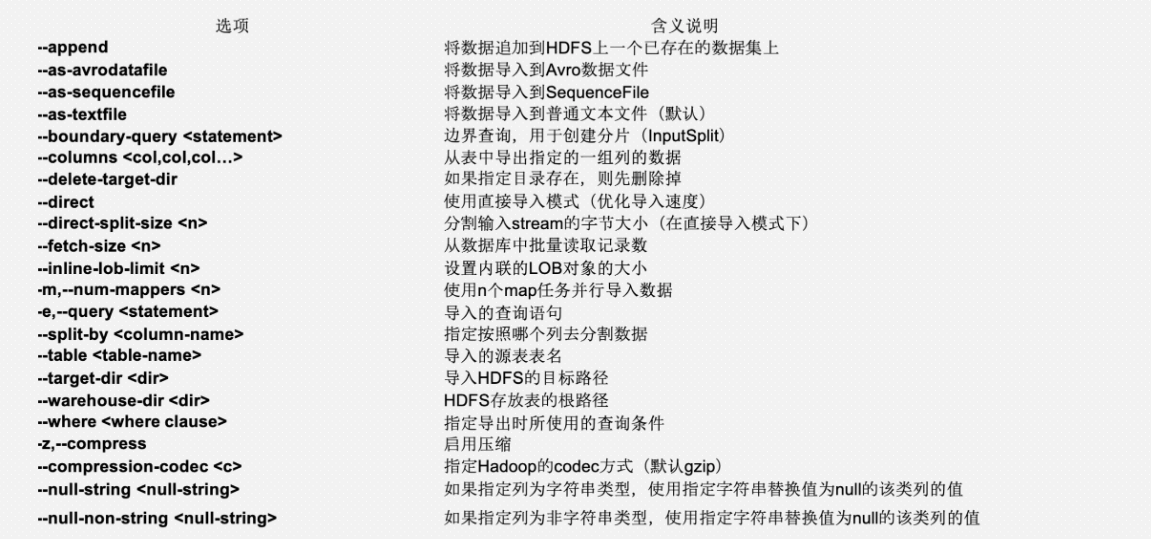 选项 含义说明
--append 将数据追加到HDFS上一个已存在的数据集上
--as-avrodatafile 将数据导入到Avro数据文件
--as-sequencefile 将数据导入到SequenceFile
--as-textfile 将数据导入到普通文本文件（默认）
--boundary-query <statement> 边界查询，用于创建分片（InputSplit）
--columns <col,col,col…> 从表中导出指定的一组列的数据
--delete-target-dir 如果指定目录存在，则先删除掉
--direct 使用直接导入模式（优化导入速度）
--direct-split-size <n> 分割输入stream的字节大小（在直接导入模式下）
--fetch-size <n> 从数据库中批量读取记录数
--inline-lob-limit <n> 设置内联的LOB对象的大小
-m,--num-mappers <n> 使用n个map任务并行导入数据
-e,--query <statement> 导入的查询语句
--split-by <column-name> 指定按照哪个列去分割数据
--table <table-name> 导入的源表表名
--target-dir <dir> 导入HDFS的目标路径
--warehouse-dir <dir> HDFS存放表的根路径
--where <where clause> 指定导出时所使用的查询条件
-z,--compress 启用压缩
--compression-codec <c> 指定Hadoop的codec方式（默认gzip）
--null-string <null-string> 如果指定列为字符串类型，使用指定字符串替换值为null的该类列的值
--null-non-string <null-string> 如果指定列为非字符串类型，使用指定字符串替换值为null的该类列的值